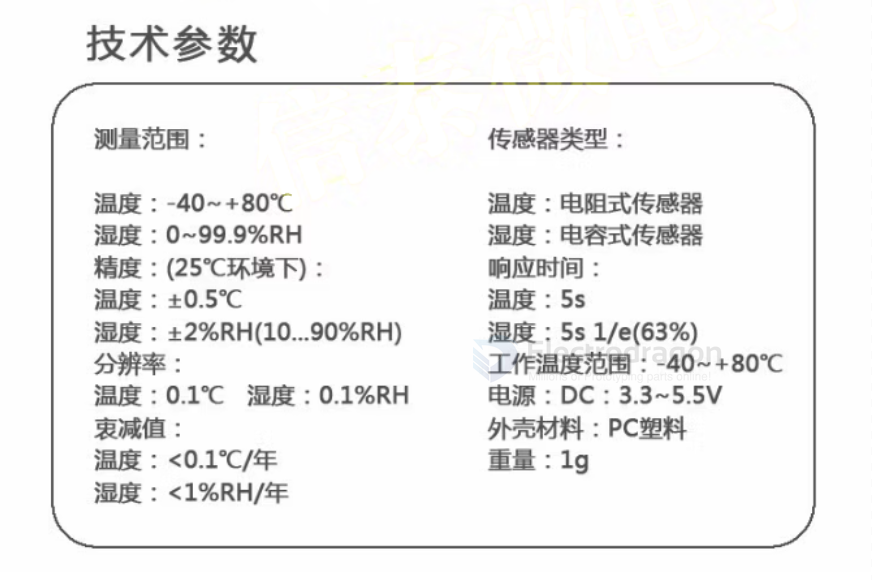 技术参数
测量范围：
温度：-40~+80℃
湿度：0~99.9%RH
精度：(25℃环境下)：
温度：±0.5℃
湿度：±2%RH(10...90%RH)
分辨率：
温度：0.1℃ 湿度：0.1%RH
衷减值：
温度：<0.1℃/年
湿度：<1%RH/年
传感器类型：
温度：电阻式传感器
湿度：电容式传感器
响应时间：
温度：5s
湿度：5s 1/e(63%)
Electrodragon
工作温度范围：-40~+80℃
电源：DC：3.3~5.5V
外壳材料：PC塑料
重量：1g